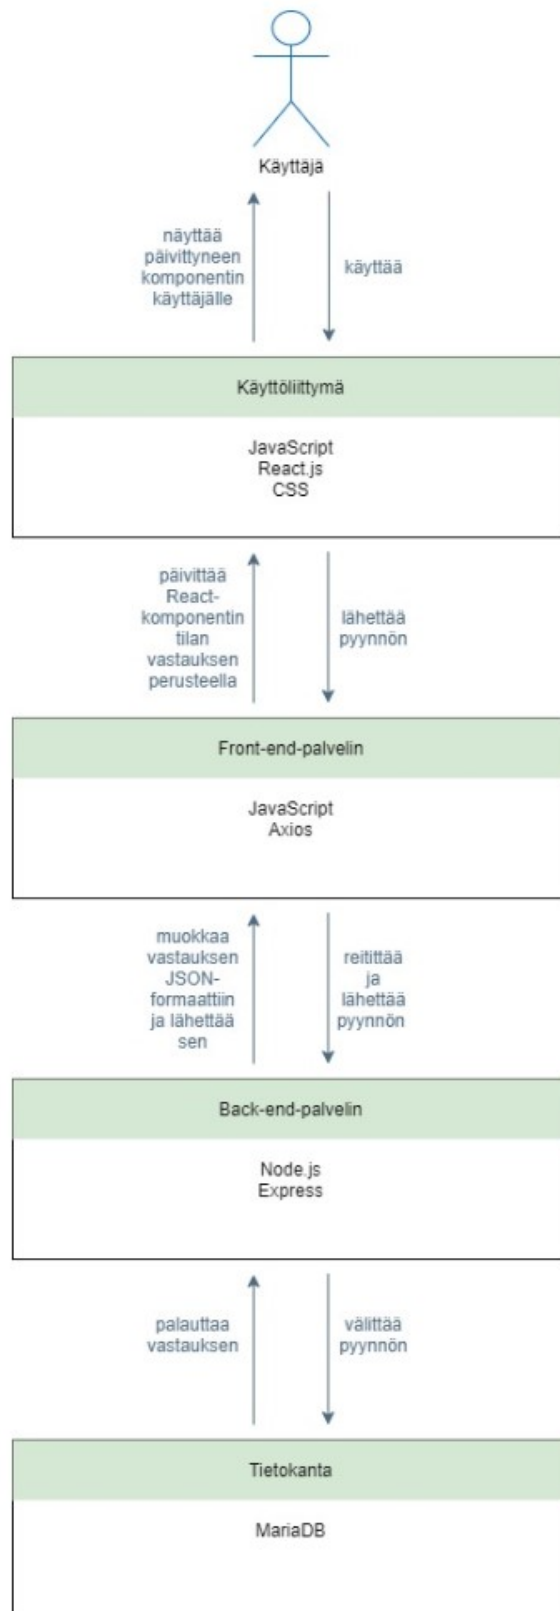 Käyttäjä
näyttää
päivittyneen
komponentin
käyttäjälle
käyttää
Käyttöliittymä
JavaScript
React.js
CSS
päivittää
React-
komponentin
tilan
vastauksen
perusteella
lähettää
pyynnön
Front-end-palvelin
JavaScript
Axios
muokkaa
vastauksen
JSON-
formaattiin
ja lähettää
sen
reitittää
ja
lähettää
pyynnön
Back-end-palvelin
Node.js
Express
palauttaa
vastauksen
välittää
pyynnön
Tietokanta
MariaDB